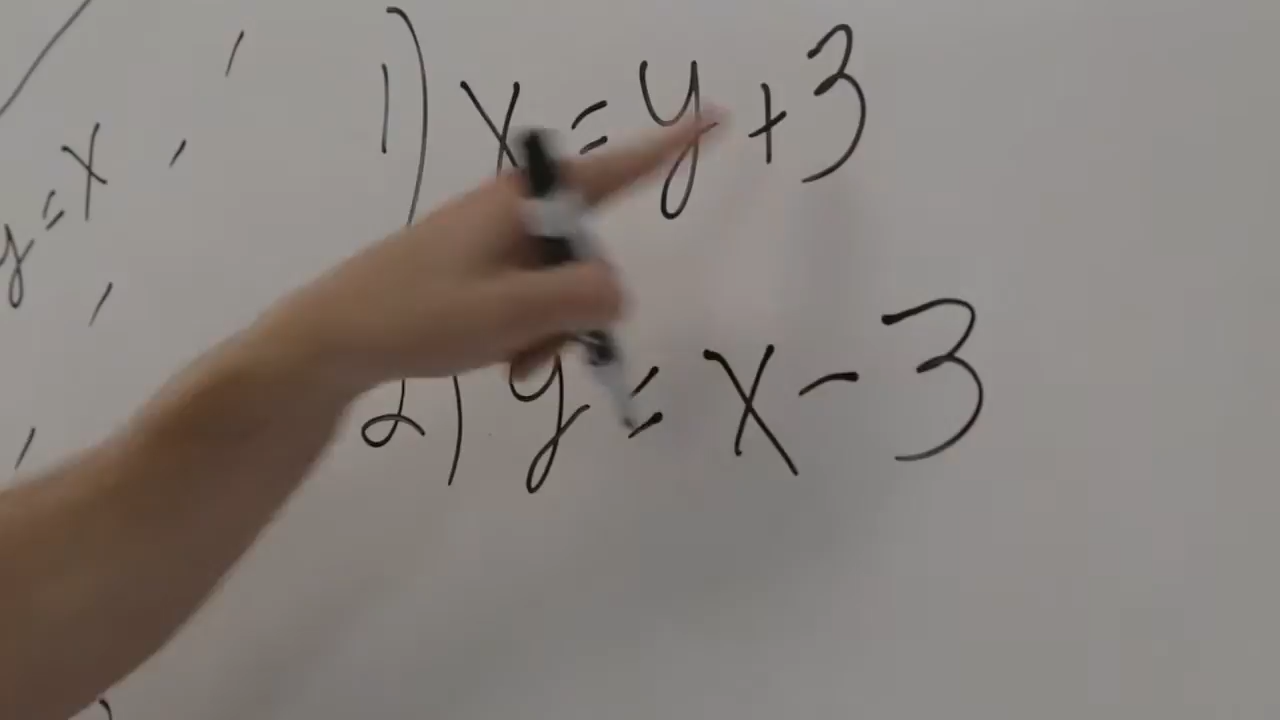 y=x
1) x = y + 3
2) y = x - 3